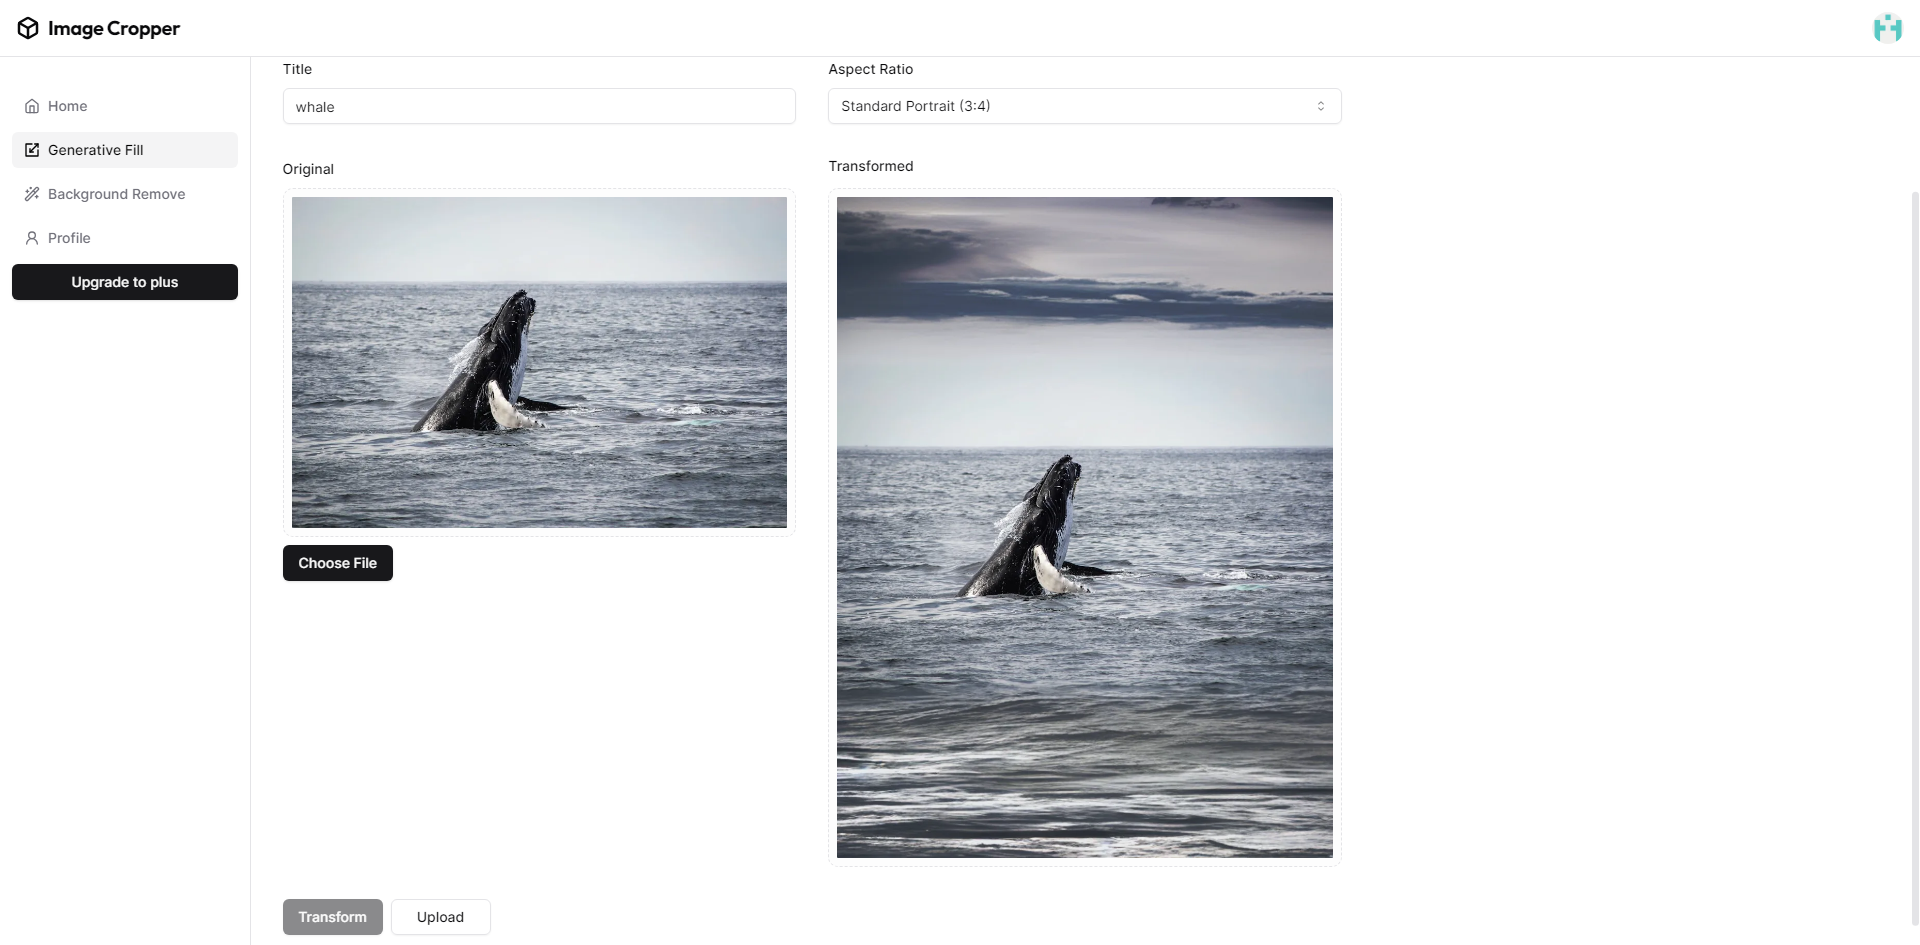 Image Cropper
Home
Generative Fill
Background Remove
Profile
Upgrade to plus
Title
whale
Aspect Ratio
Standard Portrait (3:4)
Original
Transformed
Choose File
Transform
Upload